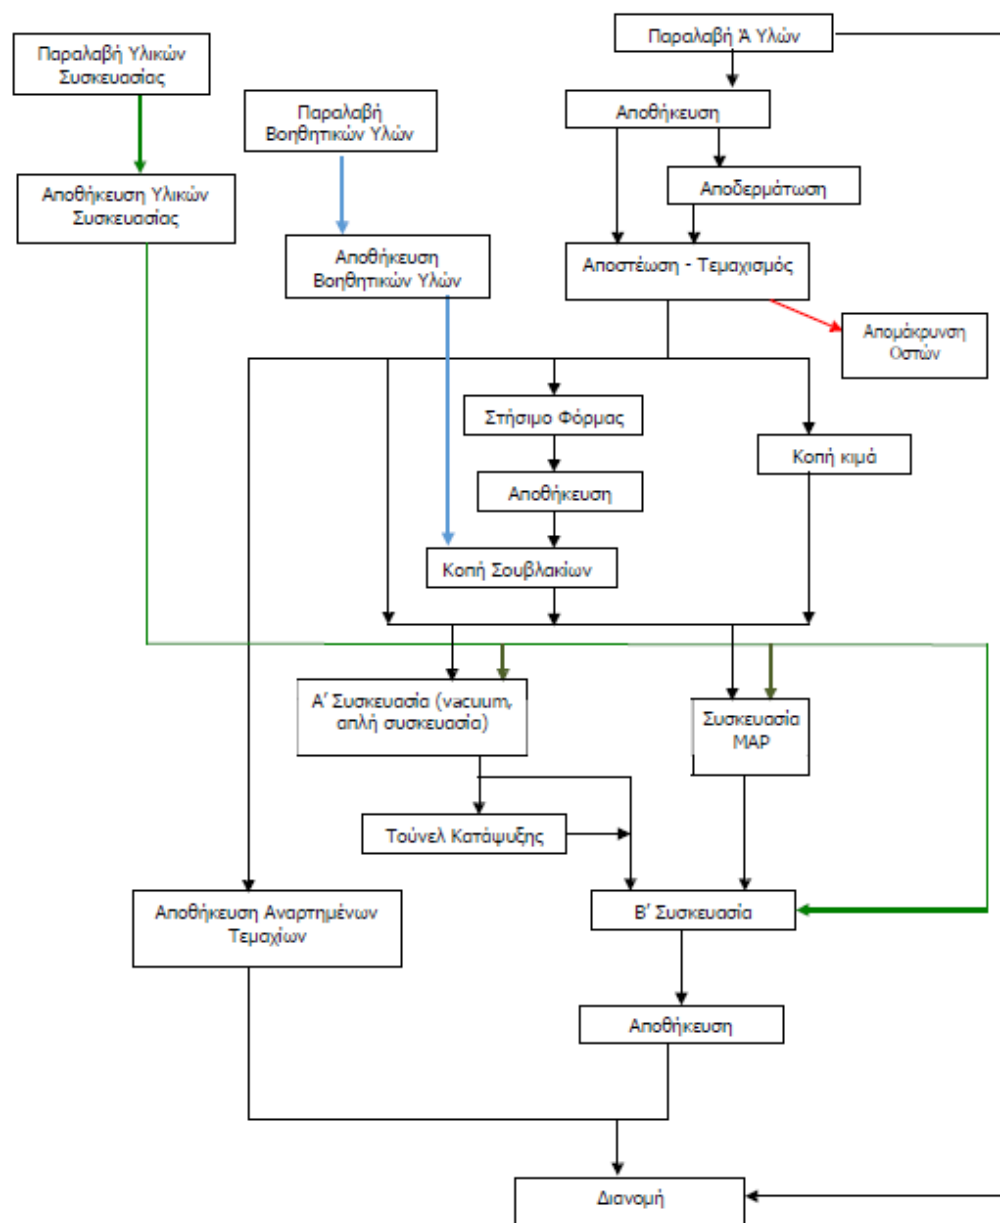 Παραλαβή Ά Υλών
Παραλαβή Υλικών
Συσκευασίας
Παραλαβή
Βοηθητικών Υλών
Αποθήκευση
Αποθήκευση Υλικών
Συσκευασίας
Αποδερμάτωση
Αποθήκευση
Βοηθητικών Υλών
Αποστέωση - Τεμαχισμός
Απομάκρυνση
Οστών
Στήσιμο Φόρμας
Κοπή κιμά
Αποθήκευση
Κοπή Σουβλακίων
Α’ Συσκευασία (vacuum,
απλή συσκευασία)
Συσκευασία
MAP
Τούνελ Κατάψυξης
Αποθήκευση Αναρτημένων
Τεμαχίων
Β’ Συσκευασία
Αποθήκευση
Διανομή